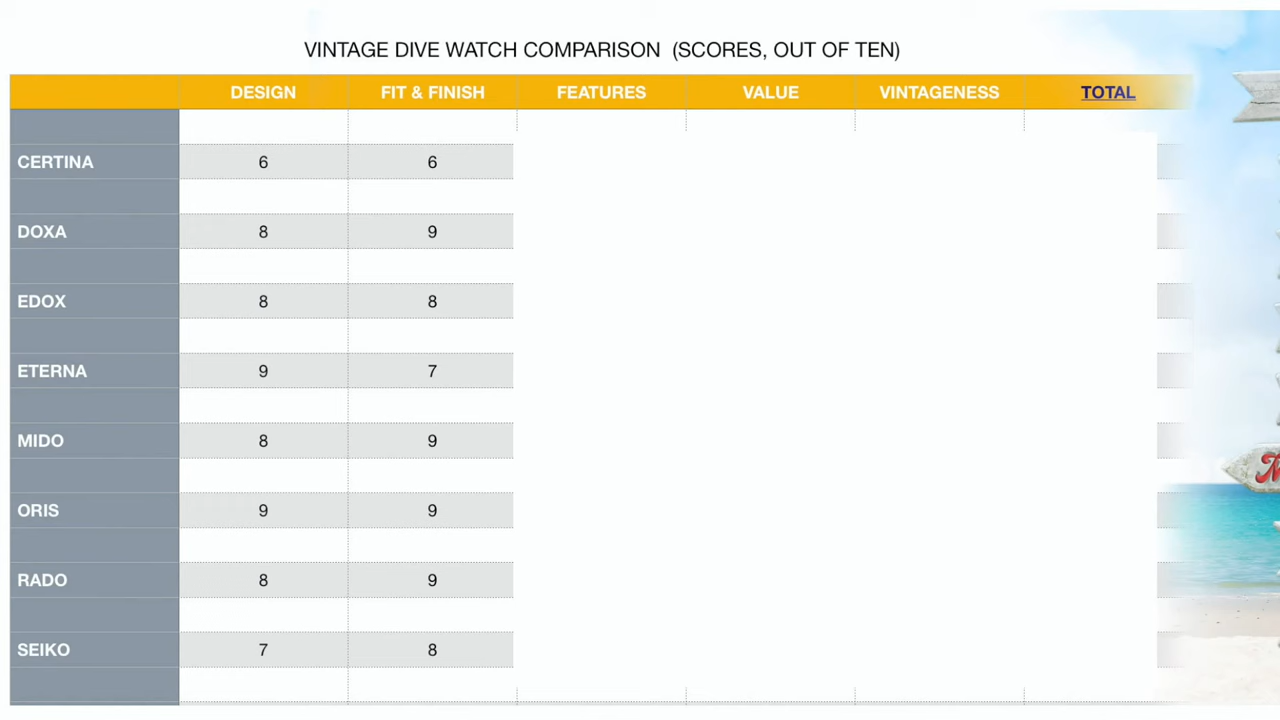 VINTAGE DIVE WATCH COMPARISON (SCORES, OUT OF TEN)
DESIGN FIT & FINISH FEATURES VALUE VINTAGENESS TOTAL
CERTINA 6 6
DOXA 8 9
EDOX 8 8
ETERNA 9 7
MIDO 8 9
ORIS 9 9
RADO 8 9
SEIKO 7 8